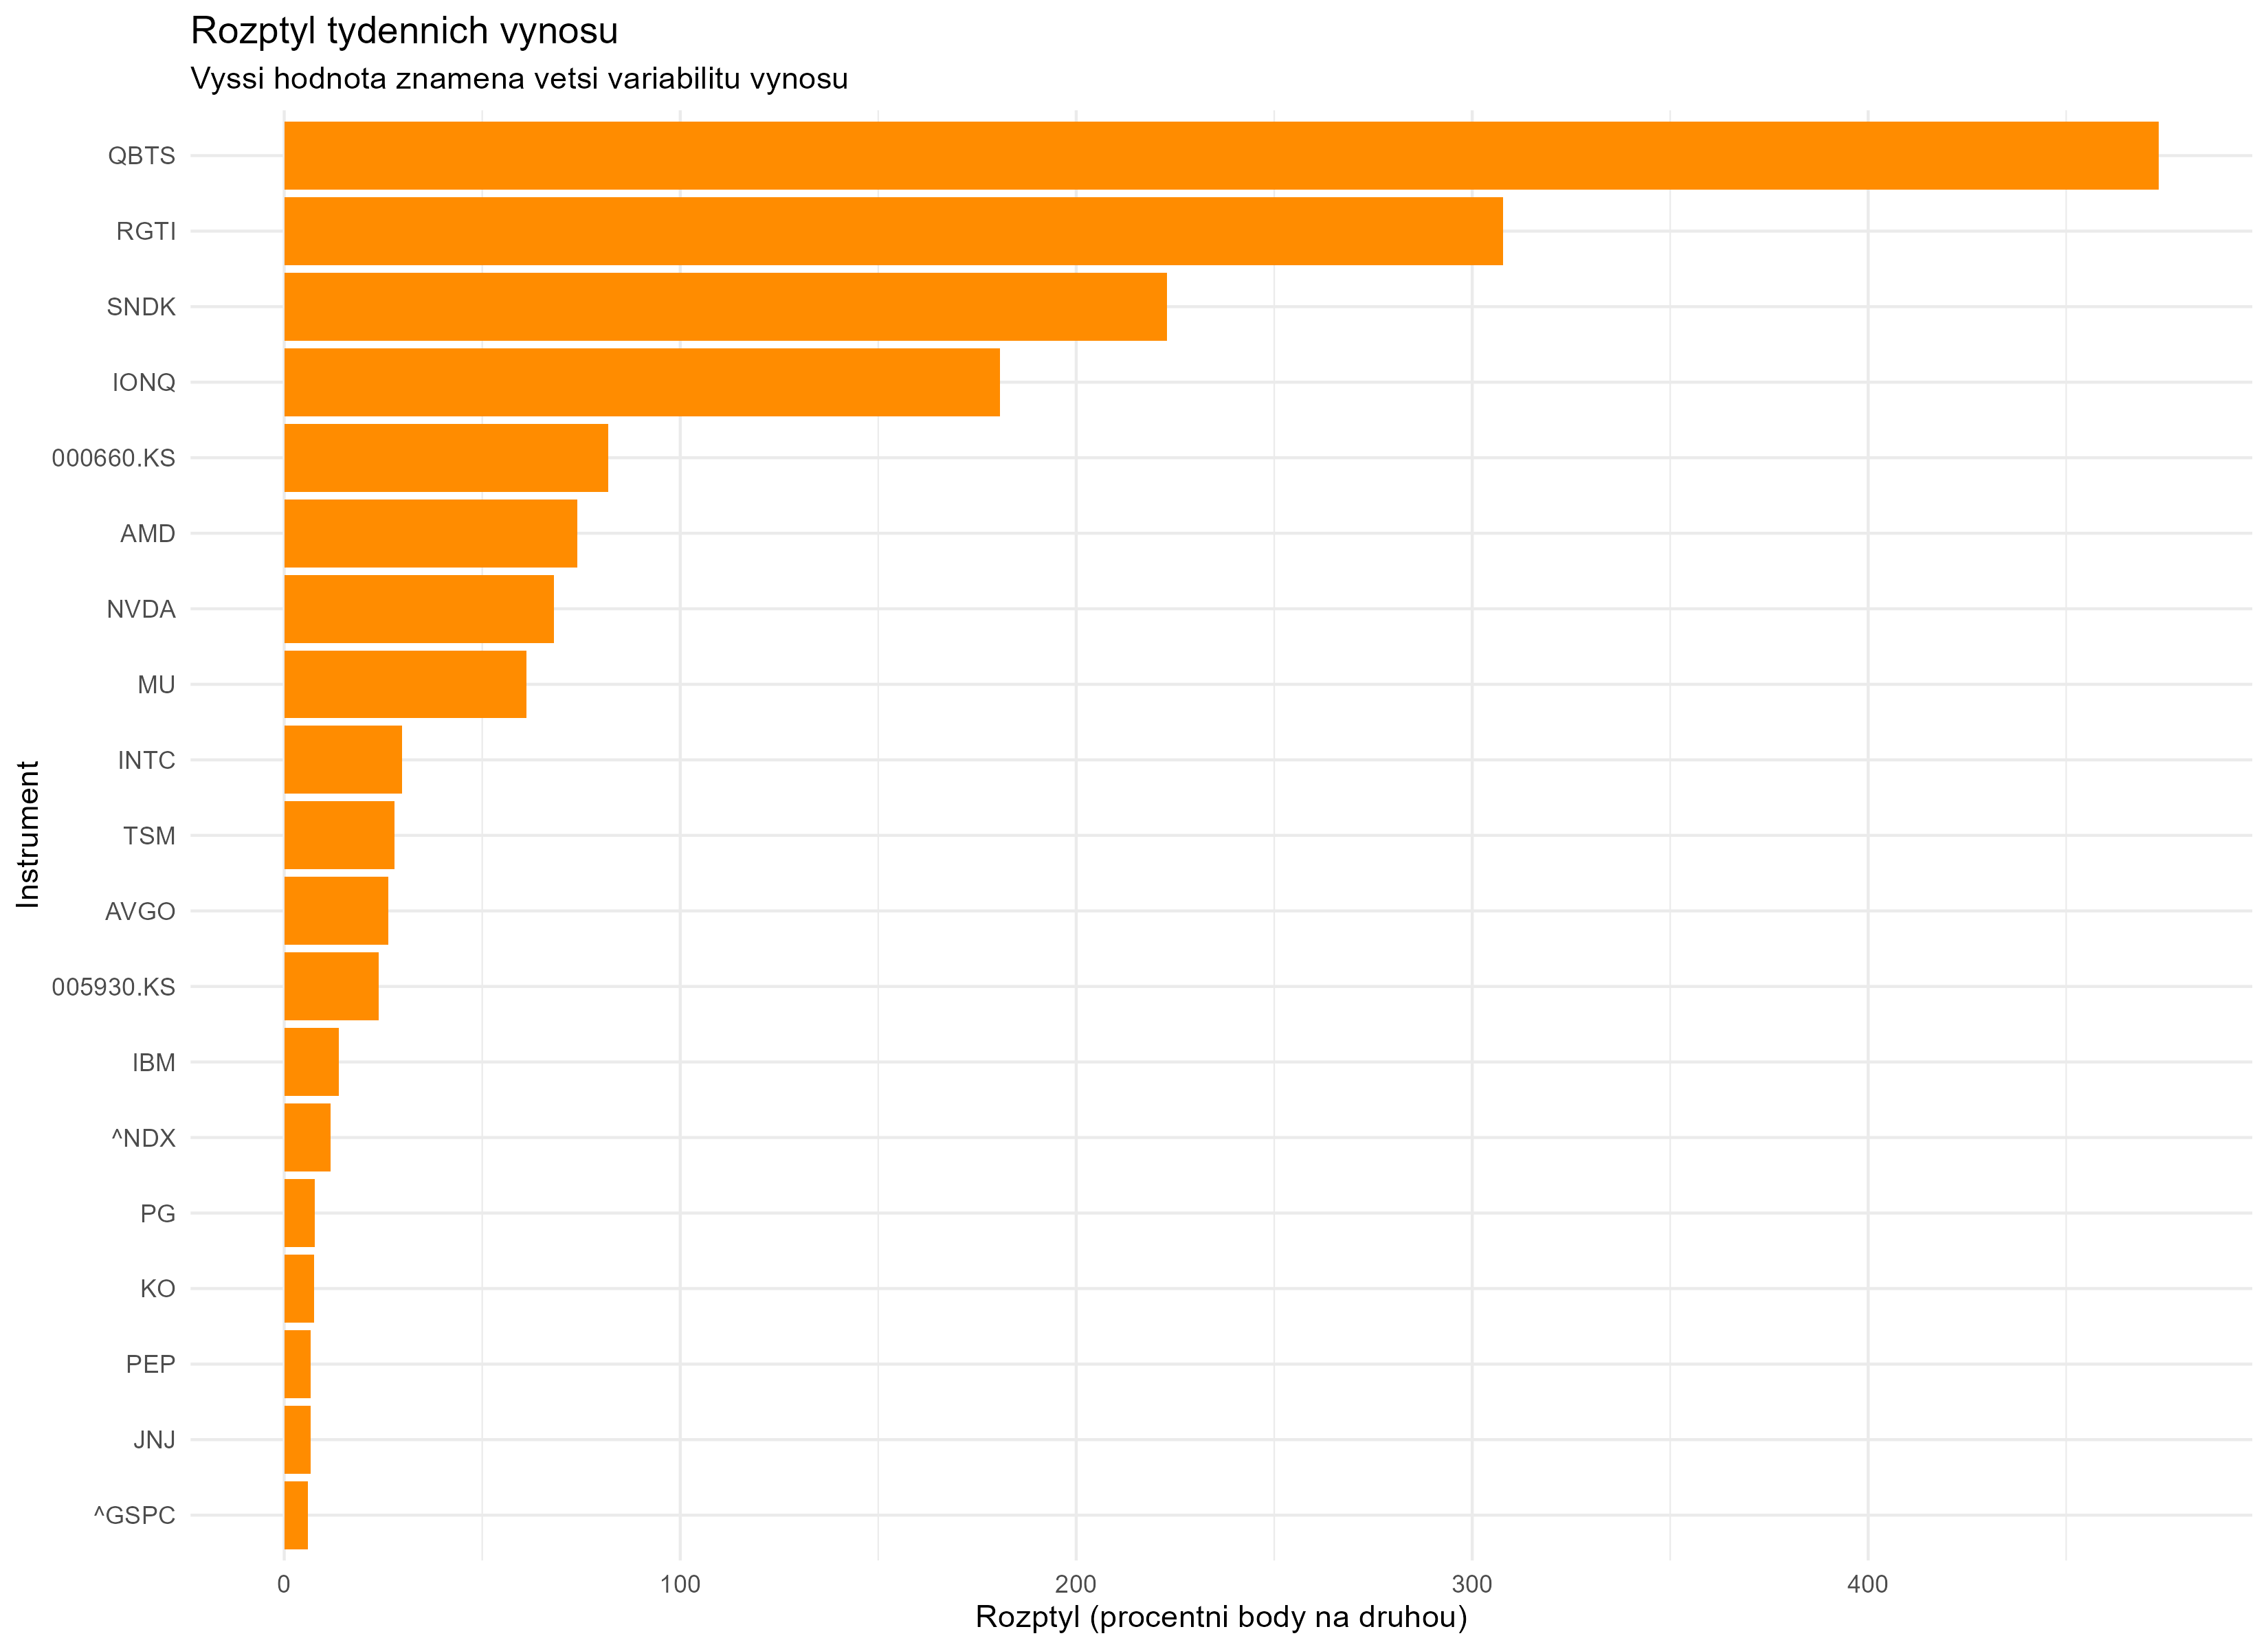 Rozptyl tydennich vynosu
Vyssi hodnota znamena vetsi variabilitu vynosu
QBTS
RGTI
SNDK
IONQ
000660.KS
AMD
NVDA
MU
INTC
TSM
AVGO
005930.KS
IBM
^NDX
PG
KO
PEP
JNJ
^GSPC
Instrument
0 100 200 300 400
Rozptyl (procentni body na druhou)